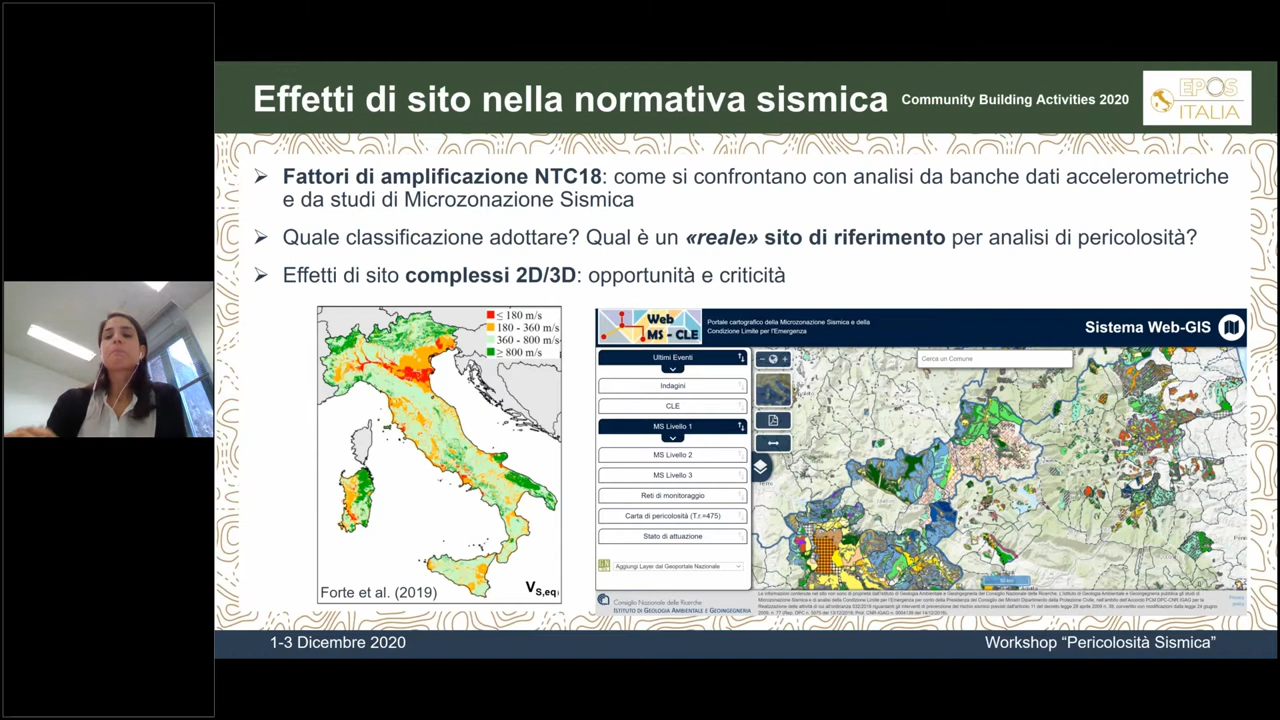 Effetti di sito nella normativa sismica
Community Building Activities 2020
EPOS
ITALIA
Fattori di amplificazione NTC18: come si confrontano con analisi da banche dati accelerometriche
e da studi di Microzonazione Sismica
Quale classificazione adottare? Qual è un «reale» sito di riferimento per analisi di pericolosità?
Effetti di sito complessi 2D/3D: opportunità e criticità
≤ 180 m/s
180 - 360 m/s
360 - 800 m/s
≥ 800 m/s
Forte et al. (2019)
VS,eq
Web
MS - CLE
Portale cartografico della Microzonazione Sismica e della
Condizione Limite per l'Emergenza
Sistema Web-GIS
Cerca un Comune
Ultimi Eventi
Indagini
CLE
MS Livello 1
MS Livello 2
MS Livello 3
Reti di monitoraggio
Carta di pericolosità (T.r.=475)
Stato di attuazione
Aggiungi Layer dal Geoportale Nazionale
Consiglio Nazionale delle Ricerche
ISTITUTO DI GEOLOGIA AMBIENTALE E GEOINGEGNERIA
1-3 Dicembre 2020
Workshop “Pericolosità Sismica”